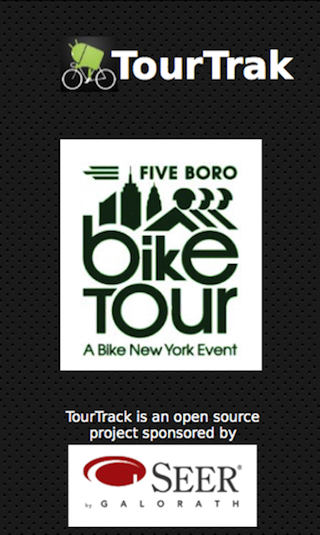 TourTrak
FIVE BORO
bike
TOUR
A Bike New York Event
TourTrack is an open source
project sponsored by
SEER®
by GALORATH